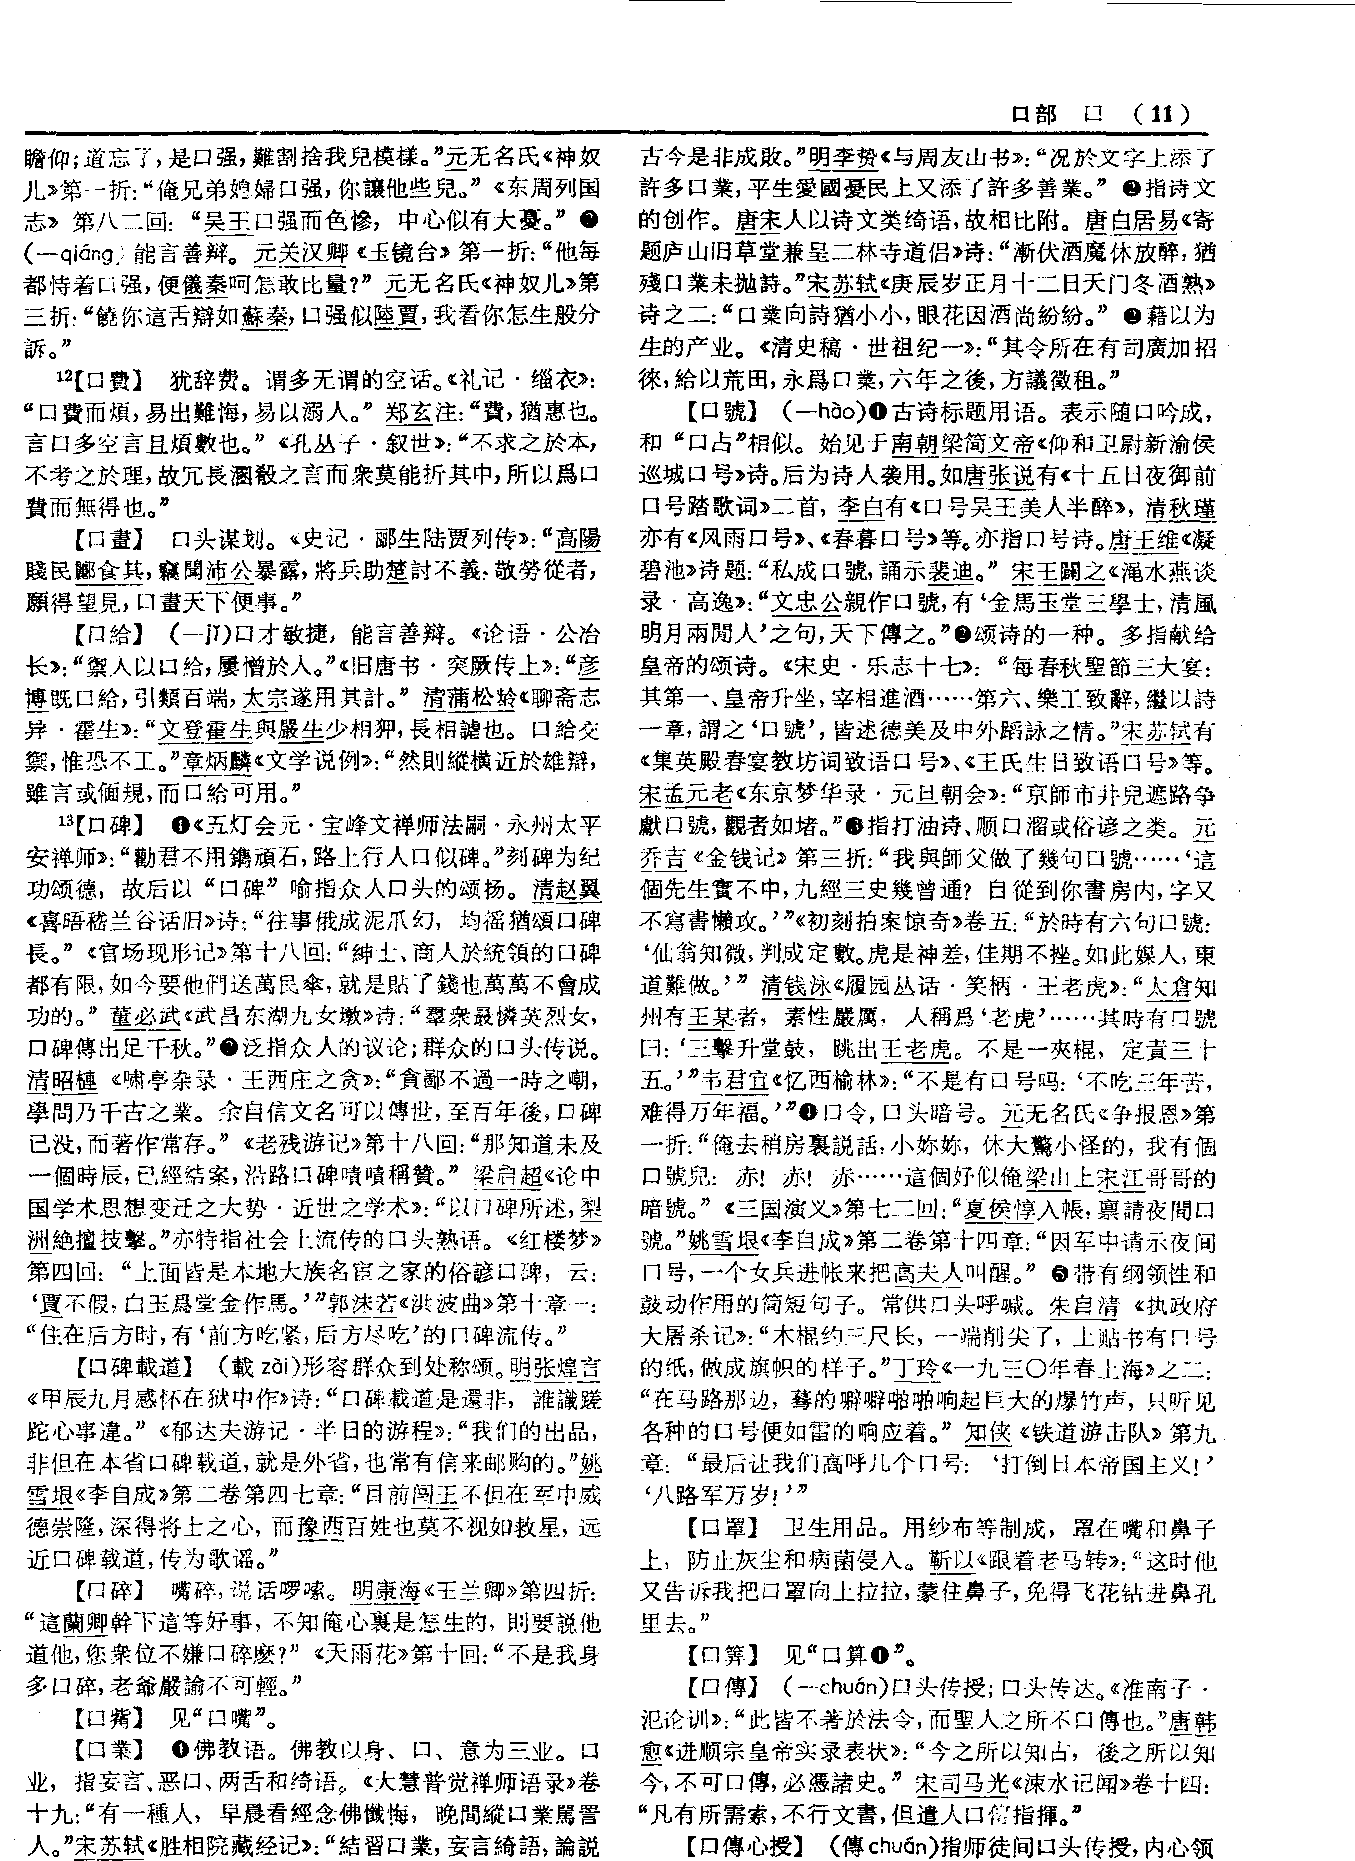 口部 口 (11)
瞻仰；道忘了，是口强，難割捨我兒模樣。”元无名氏《神奴
儿》第一折：“俺兄弟媳婦口强，你讓他些兒。”《东周列国
志》第八二回：“吴王口强而色慘，中心似有大憂。”❷
(—qiáng)能言善辩。元关汉卿《玉镜台》第一折：“他每
都恃着口强，便儀秦呵怎敢比量？”元无名氏《神奴儿》第
三折：“饒你這舌辯如蘇秦，口强似陸賈，我看你怎生般分
訴。”
12【口費】 犹辞费。谓多无谓的空话。《礼记·缁衣》：
“口費而煩，易出難悔，易以溺人。”郑玄注：“費，猶惠也。
言口多空言且煩數也。”《孔丛子·叙世》：“不求之於本，
不考之於理，故冗長溷殽之言而衆莫能折其中，所以爲口
費而無得也。”
【口畫】 口头谋划。《史记·郦生陆贾列传》：“高陽
賤民酈食其，竊聞沛公暴露，將兵助楚討不義，敬勞從者，
願得望見，口畫天下便事。”
【口給】 (—jǐ)口才敏捷，能言善辩。《论语·公冶
长》：“禦人以口給，屢憎於人。”《旧唐书·突厥传上》：“彦
博既口給，引類百端，太宗遂用其計。”清蒲松龄《聊斋志
异·霍生》：“文登霍生與嚴生少相狎，長相謔也。口給交
禦，惟恐不工。”章炳麟《文学说例》：“然則縱横近於雄辯，
雖言或偭規，而口給可用。”
13【口碑】 ❶《五灯会元·宝峰文禅师法嗣·永州太平
安禅师》：“勸君不用鐫頑石，路上行人口似碑。”刻碑为纪
功颂德，故后以“口碑”喻指众人口头的颂扬。清赵翼
《喜晤嵇兰谷话旧》诗：“往事俄成泥爪幻，均徭猶頌口碑
長。”《官场现形记》第十八回：“紳士、商人於統領的口碑
都有限，如今要他們送萬民傘，就是貼了錢也萬萬不會成
功的。”董必武《武昌东湖九女墩》诗：“羣衆最憐英烈女，
口碑傳出足千秋。”❷泛指众人的议论；群众的口头传说。
清昭槤《啸亭杂录·王西庄之贪》：“貪鄙不過一時之嘲，
學問乃千古之業。余自信文名可以傳世，至百年後，口碑
已没，而著作常存。”《老残游记》第十八回：“那知道未及
一個時辰，已經結案，沿路口碑嘖嘖稱贊。”梁启超《论中
国学术思想变迁之大势·近世之学术》：“以口碑所述，梨
洲絶擅技擊。”亦特指社会上流传的口头熟语。《红楼梦》
第四回：“上面皆是本地大族名宦之家的俗諺口碑，云：
‘賈不假，白玉爲堂金作馬。’”郭沫若《洪波曲》第十章一：
“住在后方时，有‘前方吃紧，后方尽吃’的口碑流传。”
【口碑載道】 (載zài)形容群众到处称颂。明张煌言
《甲辰九月感怀在狱中作》诗：“口碑載道是還非，誰識蹉
跎心事違。”《郁达夫游记·半日的游程》：“我们的出品，
非但在本省口碑载道，就是外省，也常有信来邮购的。”姚
雪垠《李自成》第二卷第四七章：“目前闯王不但在军中威
德崇隆，深得将士之心，而豫西百姓也莫不视如救星，远
近口碑载道，传为歌谣。”
【口碎】 嘴碎，说话啰嗦。明康海《王兰卿》第四折：
“這蘭卿幹下這等好事，不知俺心裏是怎生的，則要説他
道他，您衆位不嫌口碎麽？”《天雨花》第十回：“不是我身
多口碎，老爺嚴諭不可輕。”
【口觜】 见“口嘴”。
【口業】 ❶佛教语。佛教以身、口、意为三业。口
业，指妄言、恶口、两舌和绮语。《大慧普觉禅师语录》卷
十九：“有一種人，早晨看經念佛懺悔，晚間縱口業駡詈
人。”宋苏轼《胜相院藏经记》：“結習口業，妄言綺語，論説
古今是非成敗。”明李贽《与周友山书》：“况於文字上添了
許多口業，平生愛國憂民上又添了許多善業。”❷指诗文
的创作。唐宋人以诗文类绮语，故相比附。唐白居易《寄
题庐山旧草堂兼呈二林寺道侣》诗：“漸伏酒魔休放醉，猶
殘口業未拋詩。”宋苏轼《庚辰岁正月十二日天门冬酒熟》
诗之二：“口業向詩猶小小，眼花因酒尚紛紛。”❷藉以为
生的产业。《清史稿·世祖纪一》：“其令所在有司廣加招
徠，給以荒田，永爲口業，六年之後，方議徵租。”
【口號】 (—hào)❶古诗标题用语。表示随口吟成，
和“口占”相似。始见于南朝梁简文帝《仰和卫尉新渝侯
巡城口号》诗。后为诗人袭用。如唐张说有《十五日夜御前
口号踏歌词》二首，李白有《口号吴王美人半醉》，清秋瑾
亦有《风雨口号》、《春暮口号》等。亦指口号诗。唐王维《凝
碧池》诗题：“私成口號，誦示裴迪。”宋王闢之《渑水燕谈
录·高逸》：“文忠公親作口號，有‘金馬玉堂三學士，清風
明月兩閒人’之句，天下傳之。”❷颂诗的一种。多指献给
皇帝的颂诗。《宋史·乐志十七》：“每春秋聖節三大宴：
其第一、皇帝升坐，宰相進酒……第六、樂工致辭，繼以詩
一章，謂之‘口號’，皆述德美及中外蹈詠之情。”宋苏轼有
《集英殿春宴教坊词致语口号》、《王氏生日致语口号》等。
宋孟元老《东京梦华录·元旦朝会》：“京師市井兒遮路争
獻口號，觀者如堵。”❸指打油诗、顺口溜或俗谚之类。元
乔吉《金钱记》第三折：“我與師父做了幾句口號……‘這
個先生實不中，九經三史幾曾通？自從到你書房内，字又
不寫書懶攻。’”《初刻拍案惊奇》卷五：“於時有六句口號：
‘仙翁知微，判成定數。虎是神差，佳期不挫。如此媒人，東
道難做。’”清钱泳《履园丛话·笑柄·王老虎》：“太倉知
州有王某者，素性嚴厲，人稱爲‘老虎’……其時有口號
曰：‘三擊升堂鼓，跳出王老虎。不是一夾棍，定責三十
五。’”韦君宜《忆西榆林》：“不是有口号吗：‘不吃三年苦，
难得万年福。’”❹口令，口头暗号。元无名氏《争报恩》第
一折：“俺去稍房裏説話，小妳妳，休大驚小怪的，我有個
口號兒：赤！赤！赤……這個好似俺梁山上宋江哥哥的
暗號。”《三国演义》第七二回：“夏侯惇入帳，禀請夜間口
號。”姚雪垠《李自成》第二卷第十四章：“因军中请示夜间
口号，一个女兵进帐来把高夫人叫醒。”❺带有纲领性和
鼓动作用的简短句子。常供口头呼喊。朱自清《执政府
大屠杀记》：“木棍约三尺长，一端削尖了，上贴书有口号
的纸，做成旗帜的样子。”丁玲《一九三〇年春上海》之二：
“在马路那边，蓦的噼噼啪啪响起巨大的爆竹声，只听见
各种的口号便如雷的响应着。”知侠《铁道游击队》第九
章：“最后让我们高呼几个口号：‘打倒日本帝国主义！’
‘八路军万岁！’”
【口罩】 卫生用品。用纱布等制成，罩在嘴和鼻子
上，防止灰尘和病菌侵入。靳以《跟着老马转》：“这时他
又告诉我把口罩向上拉拉，蒙住鼻子，免得飞花钻进鼻孔
里去。”
【口筭】 见“口算❶”。
【口傳】 (—chuán)口头传授；口头传达。《淮南子·
氾论训》：“此皆不著於法令，而聖人之所不口傳也。”唐韩
愈《进顺宗皇帝实录表状》：“今之所以知古，後之所以知
今，不可口傳，必憑諸史。”宋司马光《涑水记闻》卷十四：
“凡有所需索，不行文書，但遣人口傳指揮。”
【口傳心授】 (傳chuán)指师徒间口头传授，内心领